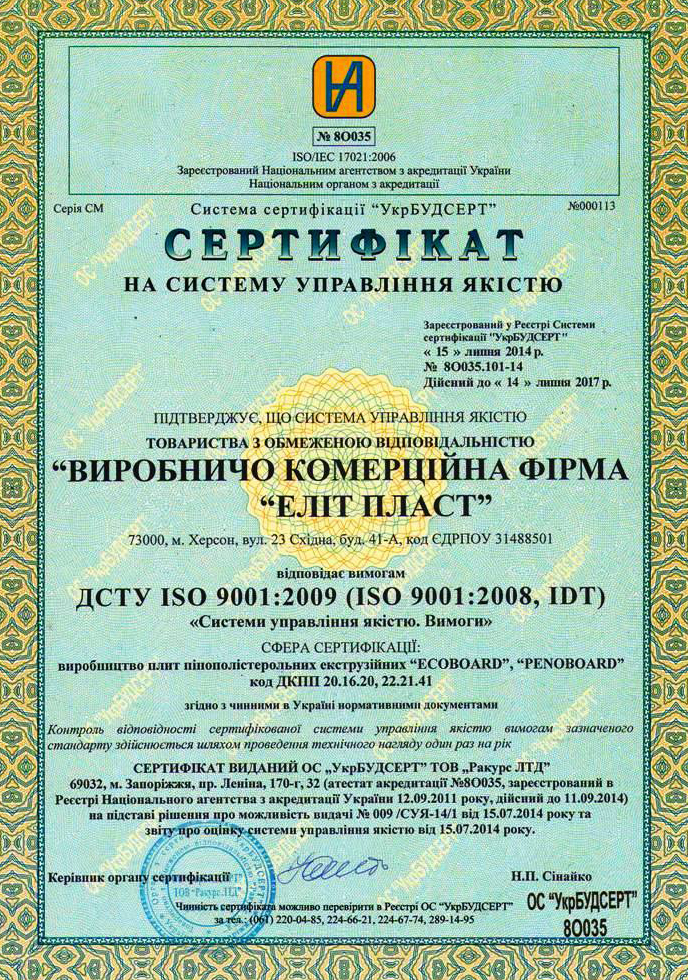 № 8О035
ISO/IEC 17021:2006
Зареєстрований Національним агентством з акредитації України
Національним органом з акредитації
Серія СМ
Система сертифікації “УкрБУДСЕРТ”
№000113
СЕРТИФІКАТ
НА СИСТЕМУ УПРАВЛІННЯ ЯКІСТЮ
Зареєстрований у Реєстрі Системи
сертифікації "УкрБУДСЕРТ"
« 15 » липня 2014 р.
№ 8О035.101-14
Дійсний до « 14 » липня 2017 р.
ПІДТВЕРДЖУЄ, ЩО СИСТЕМА УПРАВЛІННЯ ЯКІСТЮ
ТОВАРИСТВА З ОБМЕЖЕНОЮ ВІДПОВІДАЛЬНІСТЮ
“ВИРОБНИЧО КОМЕРЦІЙНА ФІРМА
“ЕЛІТ ПЛАСТ”
73000, м. Херсон, вул. 23 Східна, буд. 41-А, код ЄДРПОУ 31488501
відповідає вимогам
ДСТУ ISO 9001:2009 (ISO 9001:2008, IDT)
«Системи управління якістю. Вимоги»
СФЕРА СЕРТИФІКАЦІЇ:
виробництво плит пінополістерольних екструзійних “ECOBOARD”, “PENOBOARD”
код ДКПП 20.16.20, 22.21.41
згідно з чинними в Україні нормативними документами
Контроль відповідності сертифікованої системи управління якістю вимогам зазначеного
стандарту здійснюється шляхом проведення технічного нагляду один раз на рік
СЕРТИФІКАТ ВИДАНИЙ ОС „УкрБУДСЕРТ” ТОВ „Ракурс ЛТД”
69032, м. Запоріжжя, пр. Леніна, 170-г, 32 (атестат акредитації №8О035, зареєстрований в
Реєстрі Національного агентства з акредитації України 12.09.2011 року, дійсний до 11.09.2014)
на підставі рішення про можливість видачі № 009 /СУЯ-14/1 від 15.07.2014 року та
звіту про оцінку системи управління якістю від 15.07.2014 року.
Керівник органу сертифікації
Н.П. Сінайко
ТОВ "Ракурс ЛТД"
Чинність сертифіката можливо перевірити в Реєстрі ОС “УкрБУДСЕРТ”
за тел.: (061) 220-04-85, 224-66-21, 224-67-74, 289-14-95
ОС "УкрБУДСЕРТ"
8О035